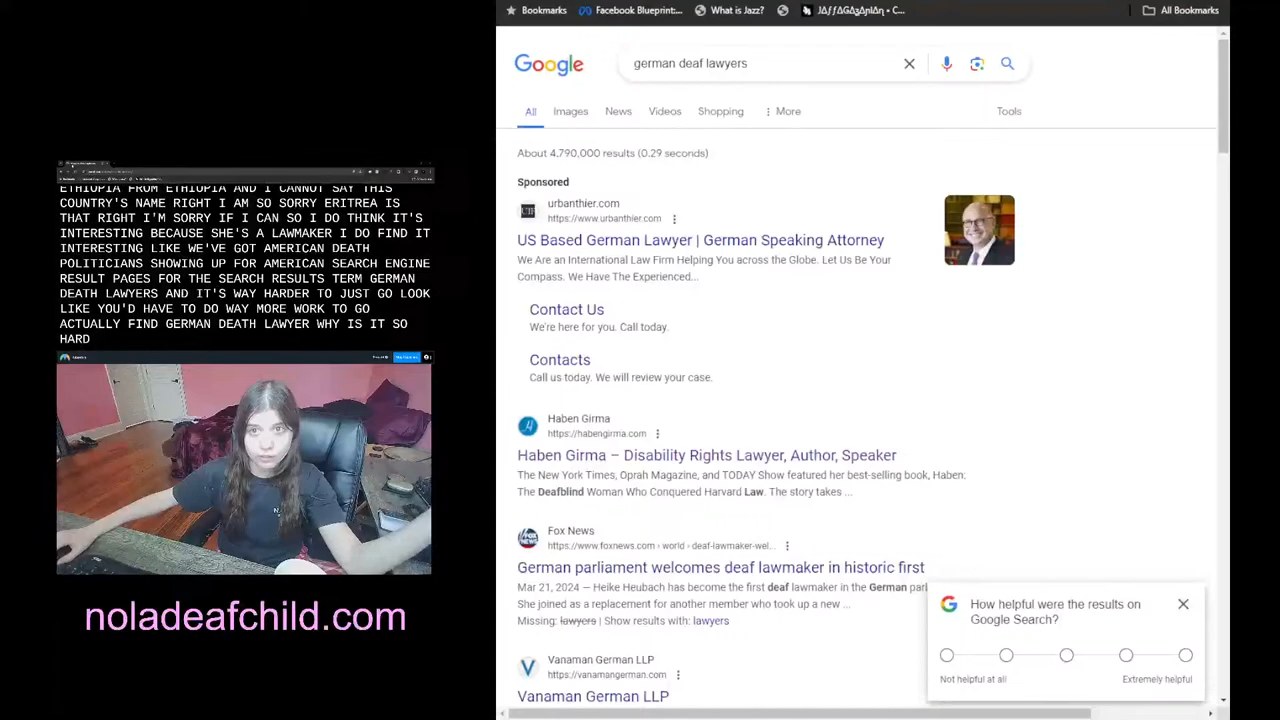 ETHIUPIA FROM ETHIUPIA AND I CANNOT SAY THIS
COUNTRY'S NAME RIGHT I AM SO SORRY ERITREA IS
THAT RIGHT I'M SORRY IF I CAN SO I DO THINK IT'S
INTERESTING BECAUSE SHE'S A LAWMAKER I DO FIND IT
INTERESTING LIKE WE'VE GOT AMERICAN DEATH
POLITICIANS SHOWING UP FOR AMERICAN SEARCH ENGINE
RESULT PAGES FOR THE SEARCH RESULTS TERM GERMAN
DEATH LAWYERS AND IT'S WAY HARDER TO JUST GO LOOK
LIKE YOU'D HAVE TO DO WAY MORE WORK TO GO
ACTUALLY FIND GERMAN DEATH LAWYER WHY IS IT SO
HARD
noladeafchild.com
Bookmarks
Facebook Blueprint:...
What is Jazz?
All Bookmarks
Google
german deaf lawyers
All Images News Videos Shopping More Tools
About 4,790,000 results (0.29 seconds)
Sponsored
urbanthier.com
https://www.urbanthier.com
US Based German Lawyer | German Speaking Attorney
We Are an International Law Firm Helping You across the Globe. Let Us Be Your
Compass. We Have The Experienced...
Contact Us
We're here for you. Call today.
Contacts
Call us today. We will review your case.
Haben Girma
https://habengirma.com
Haben Girma – Disability Rights Lawyer, Author, Speaker
The New York Times, Oprah Magazine, and TODAY Show featured her best-selling book, Haben:
The Deafblind Woman Who Conquered Harvard Law. The story takes ...
Fox News
https://www.foxnews.com › world › deaf-lawmaker-wel...
German parliament welcomes deaf lawmaker in historic first
Mar 21, 2024 — Heike Heubach has become the first deaf lawmaker in the German parl
She joined as a replacement for another member who took up a new ...
Missing: lawyers | Show results with: lawyers
Vanaman German LLP
https://vanamangerman.com
Vanaman German LLP
How helpful were the results on
Google Search?
Not helpful at all Extremely helpful